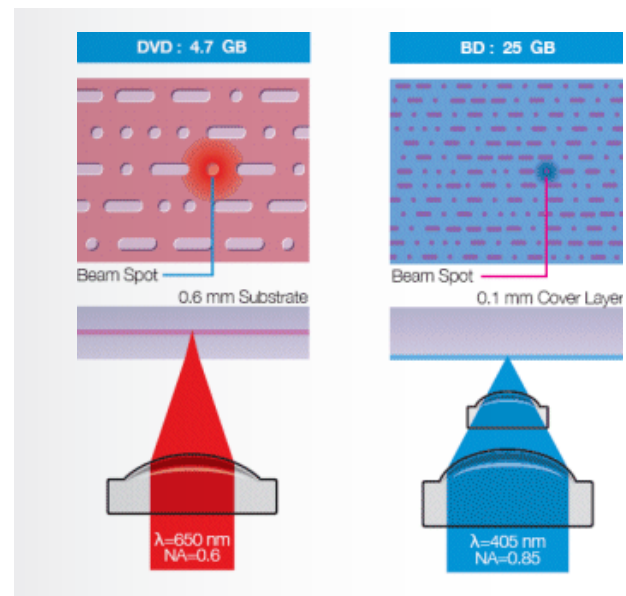 DVD : 4.7 GB
Beam Spot
0.6 mm Substrate
λ=650 nm
NA=0.6
BD : 25 GB
Beam Spot
0.1 mm Cover Layer
λ=405 nm
NA=0.85